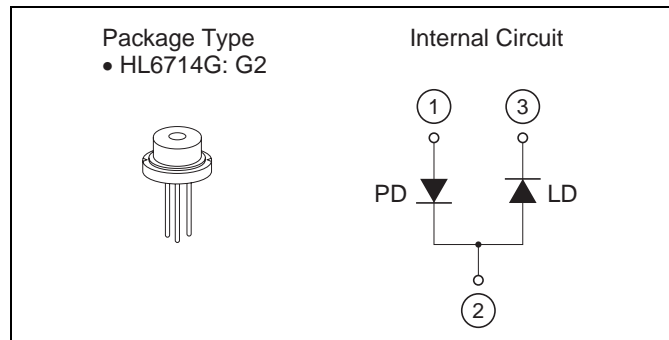 Package Type
• HL6714G: G2
Internal Circuit
1
3
PD
LD
2